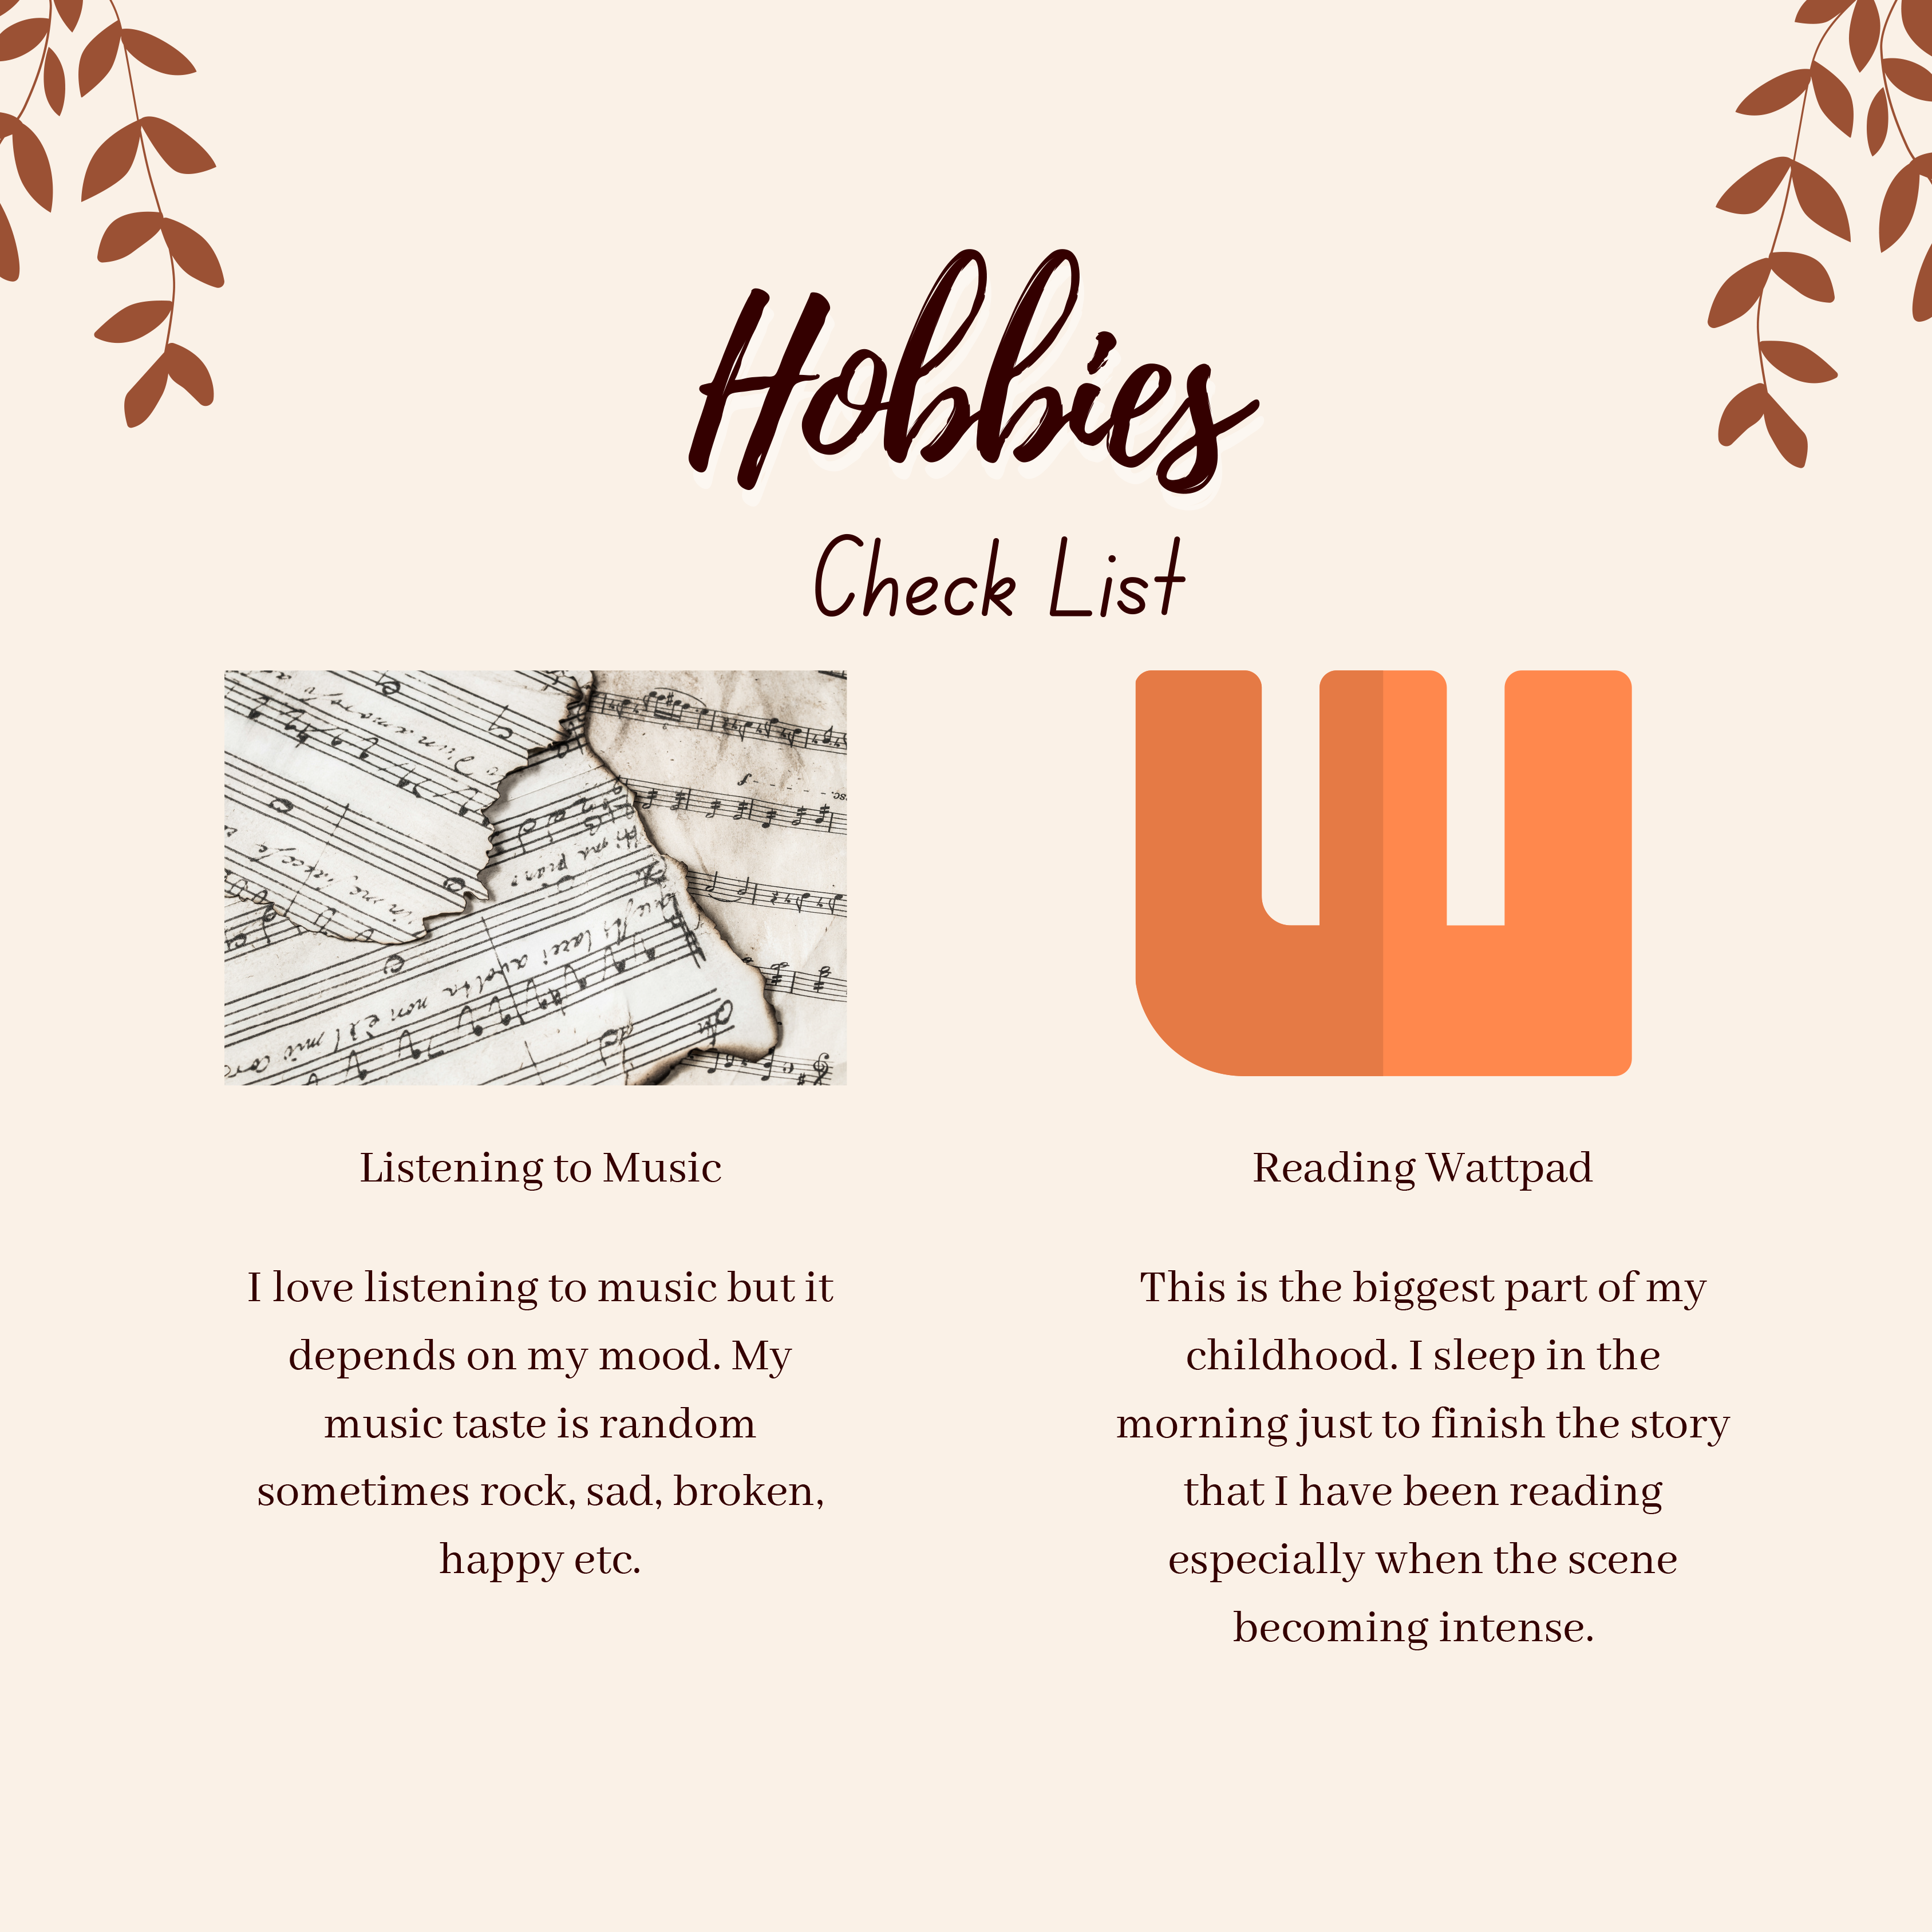 Hobbies
Check List
Listening to Music
I love listening to music but it
depends on my mood. My
music taste is random
sometimes rock, sad, broken,
happy etc.
Reading Wattpad
This is the biggest part of my
childhood. I sleep in the
morning just to finish the story
that I have been reading
especially when the scene
becoming intense.